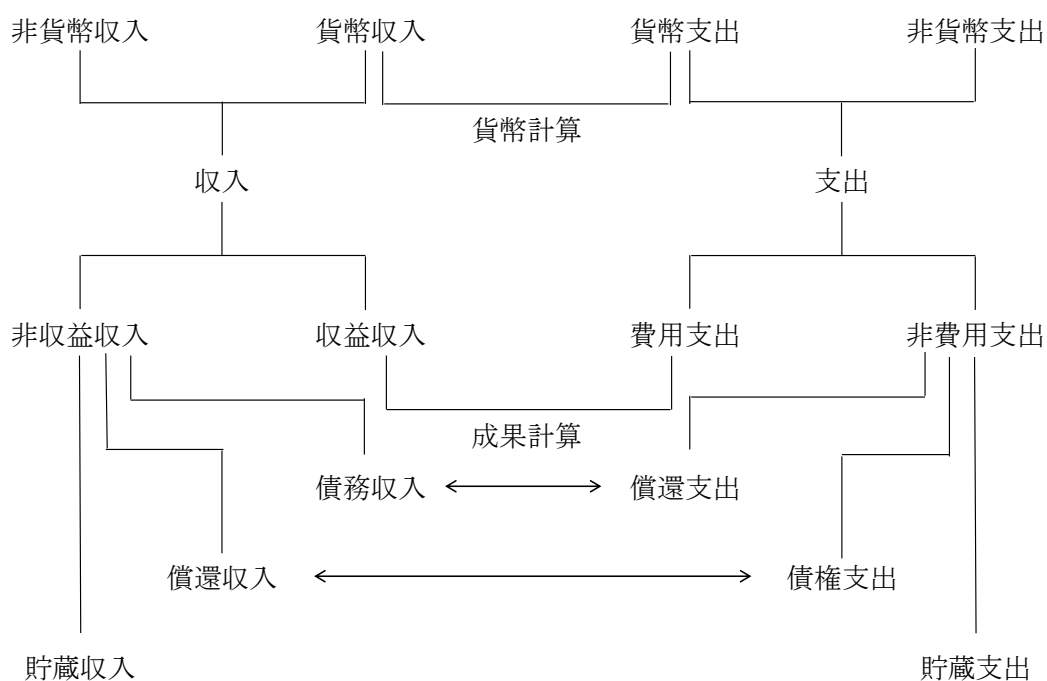 非貨幣収入 貨幣収入 貨幣支出 非貨幣支出
貨幣計算
収入 支出
非収益収入 収益収入 費用支出 非費用支出
成果計算
債務収入 償還支出
償還収入 債権支出
貯蔵収入 貯蔵支出